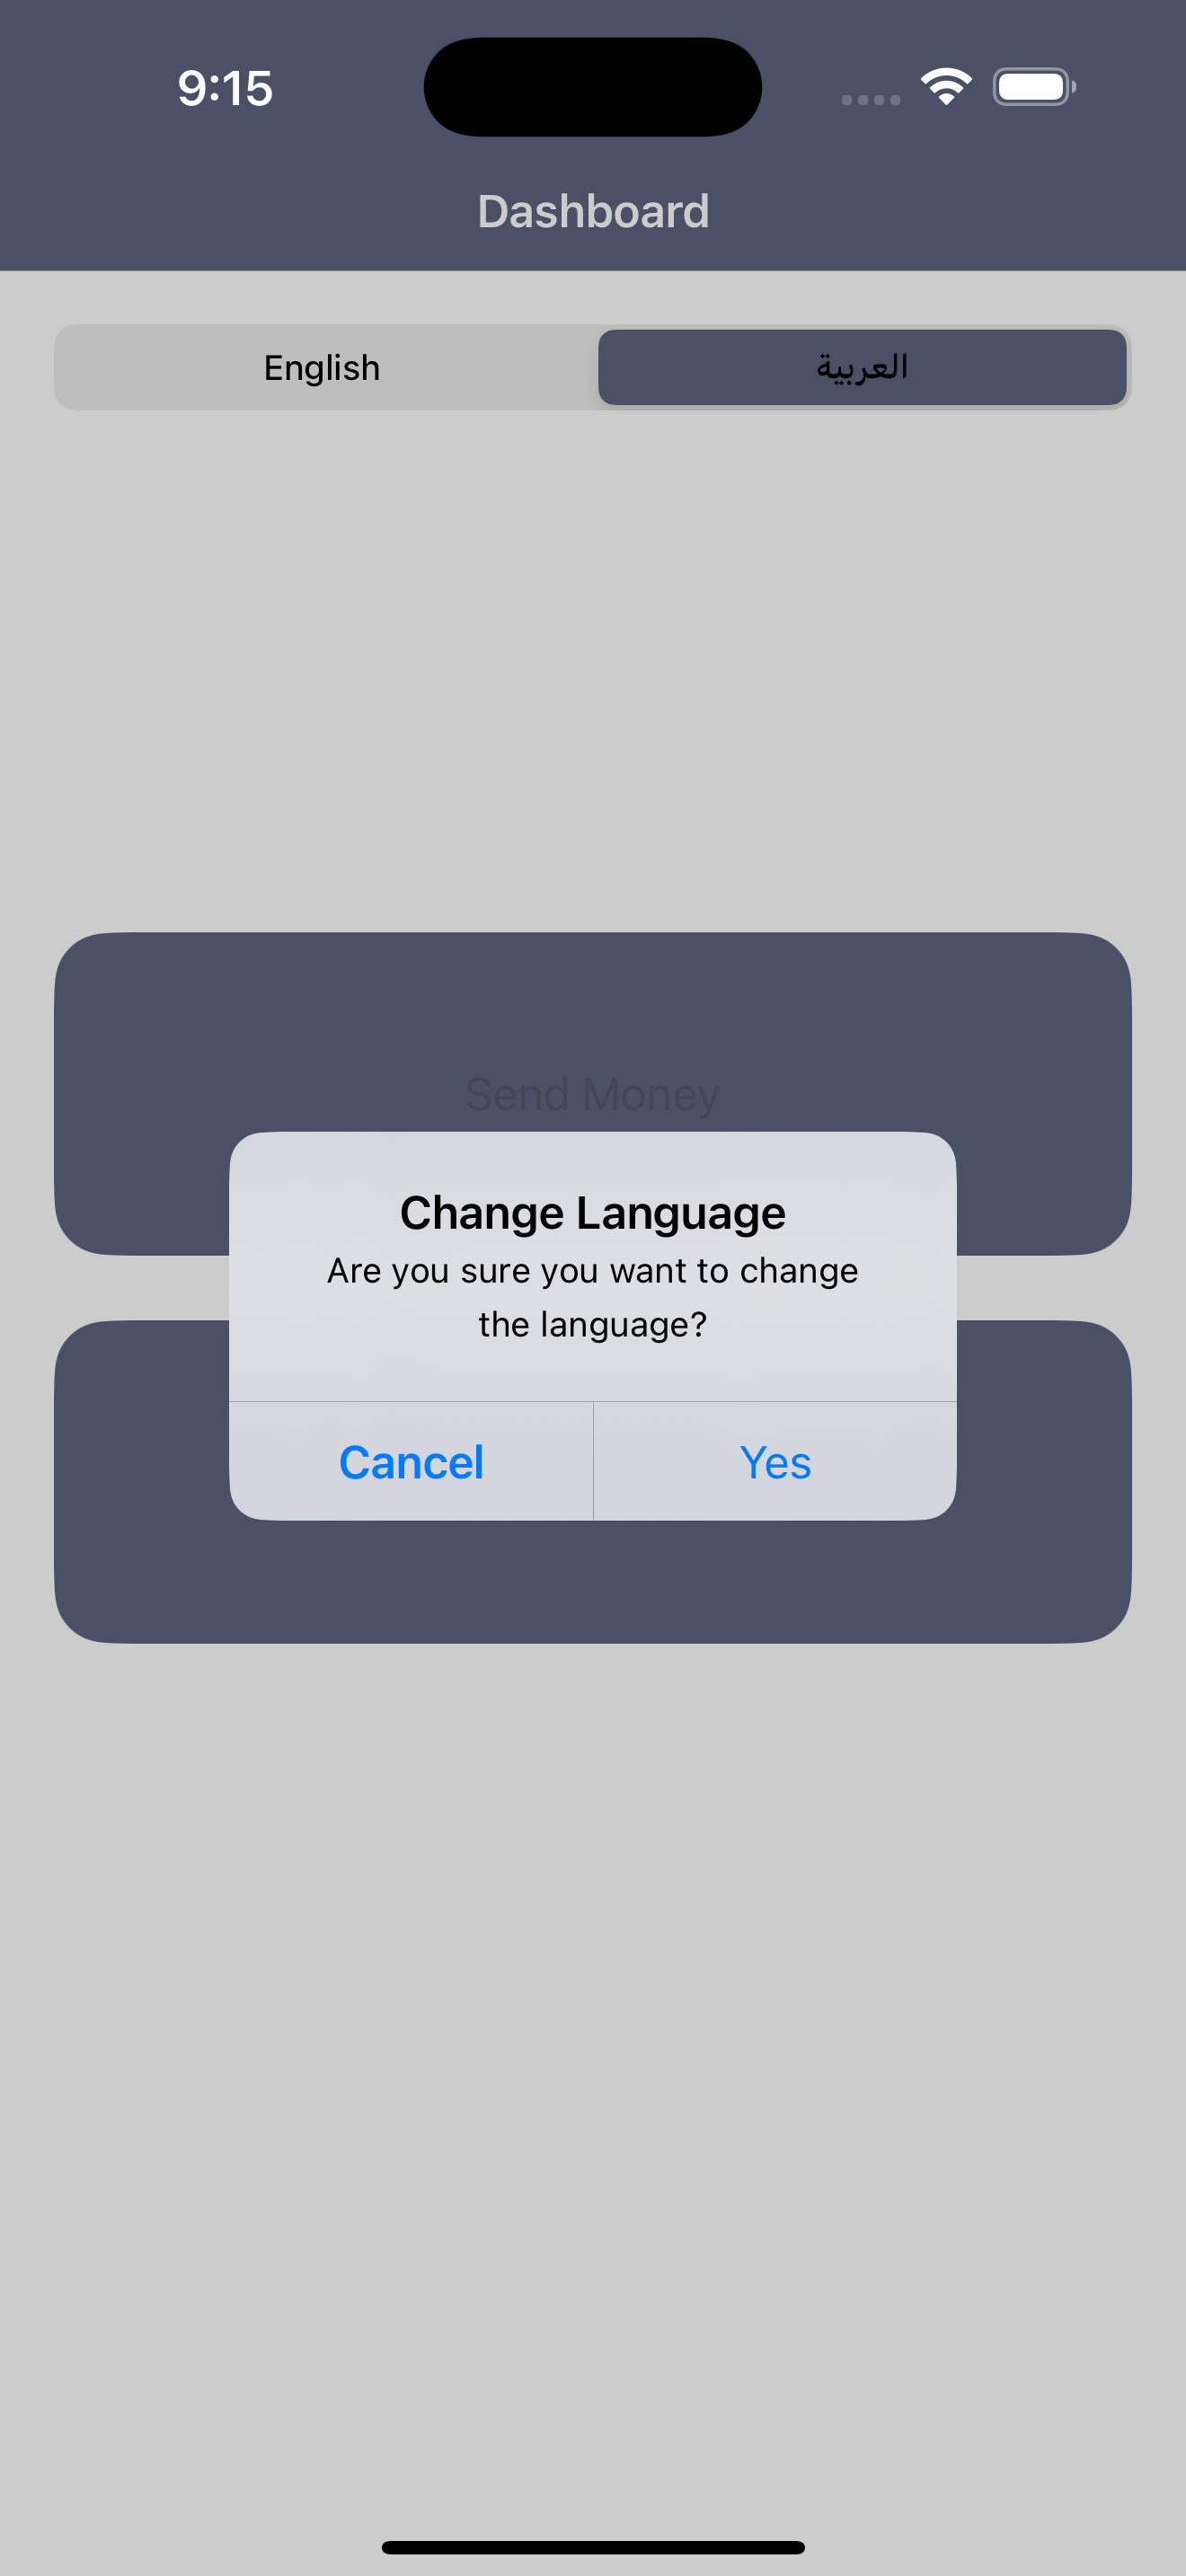 9:15
Dashboard
English
العربية
Send Money
Change Language
Are you sure you want to change
the language?
Cancel
Yes